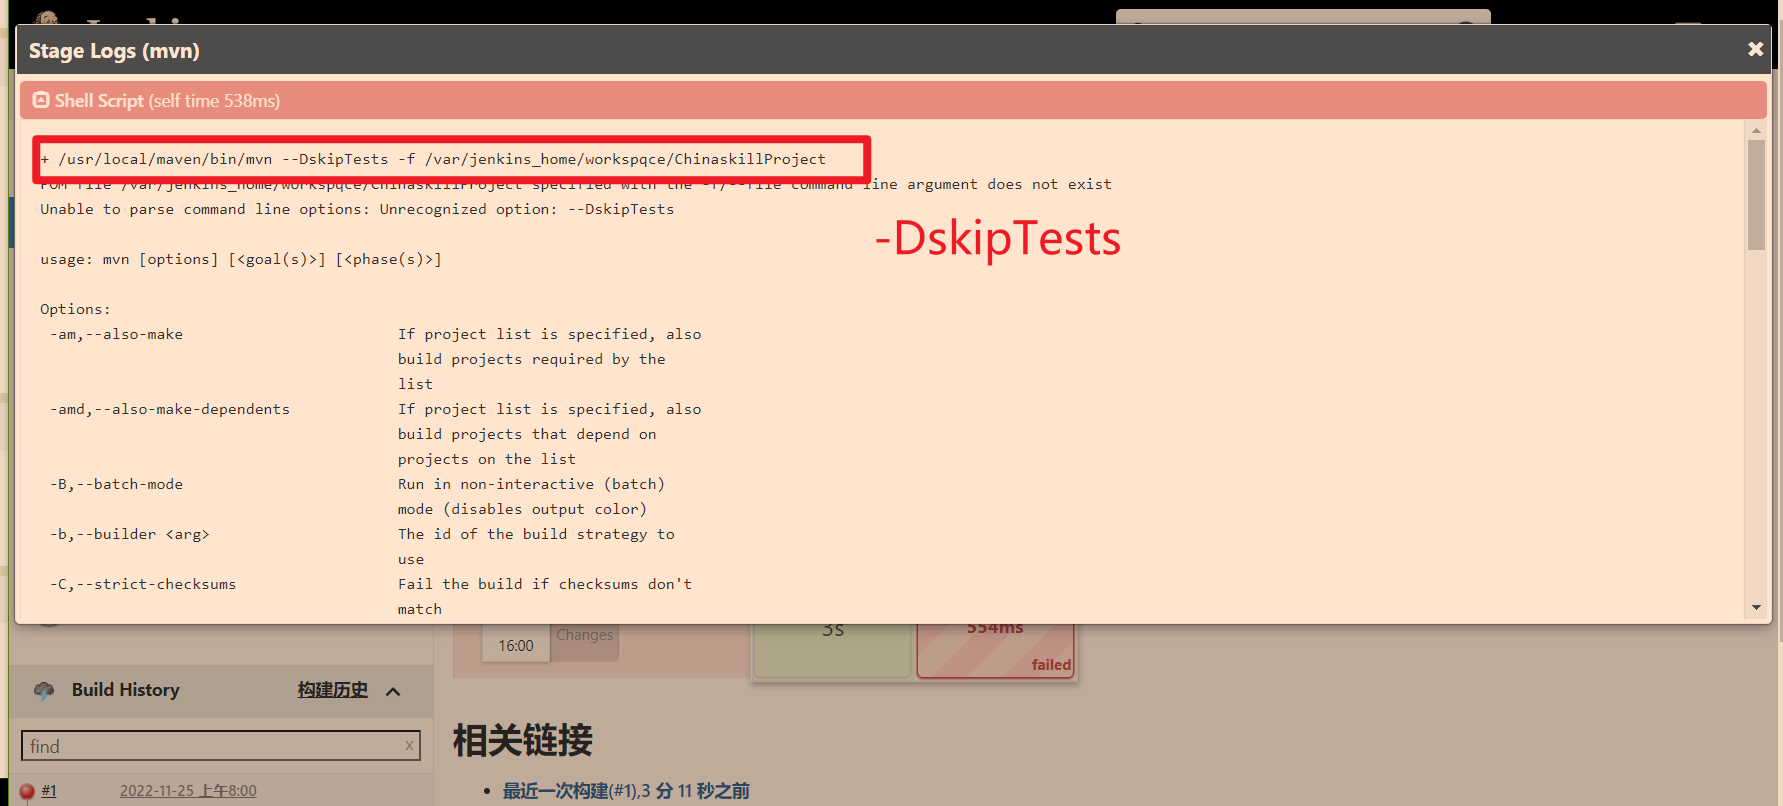 Stage Logs (mvn)
Shell Script (self time 538ms)
+ /usr/local/maven/bin/mvn --DskipTests -f /var/jenkins_home/workspqce/ChinaskillProject
POM file /var/jenkins_home/workspqce/ChinaskillProject specified with the -f/--file command line argument does not exist
Unable to parse command line options: Unrecognized option: --DskipTests
-DskipTests
usage: mvn [options] [<goal(s)>] [<phase(s)>]
Options:
-am,--also-make If project list is specified, also
build projects required by the
list
-amd,--also-make-dependents If project list is specified, also
build projects that depend on
projects on the list
-B,--batch-mode Run in non-interactive (batch)
mode (disables output color)
-b,--builder <arg> The id of the build strategy to
use
-C,--strict-checksums Fail the build if checksums don't
match
16:00
Changes
3s
554ms
failed
Build History 构建历史
find x
#1 2022-11-25 上午8:00
相关链接
• 最近一次构建(#1),3 分 11 秒之前